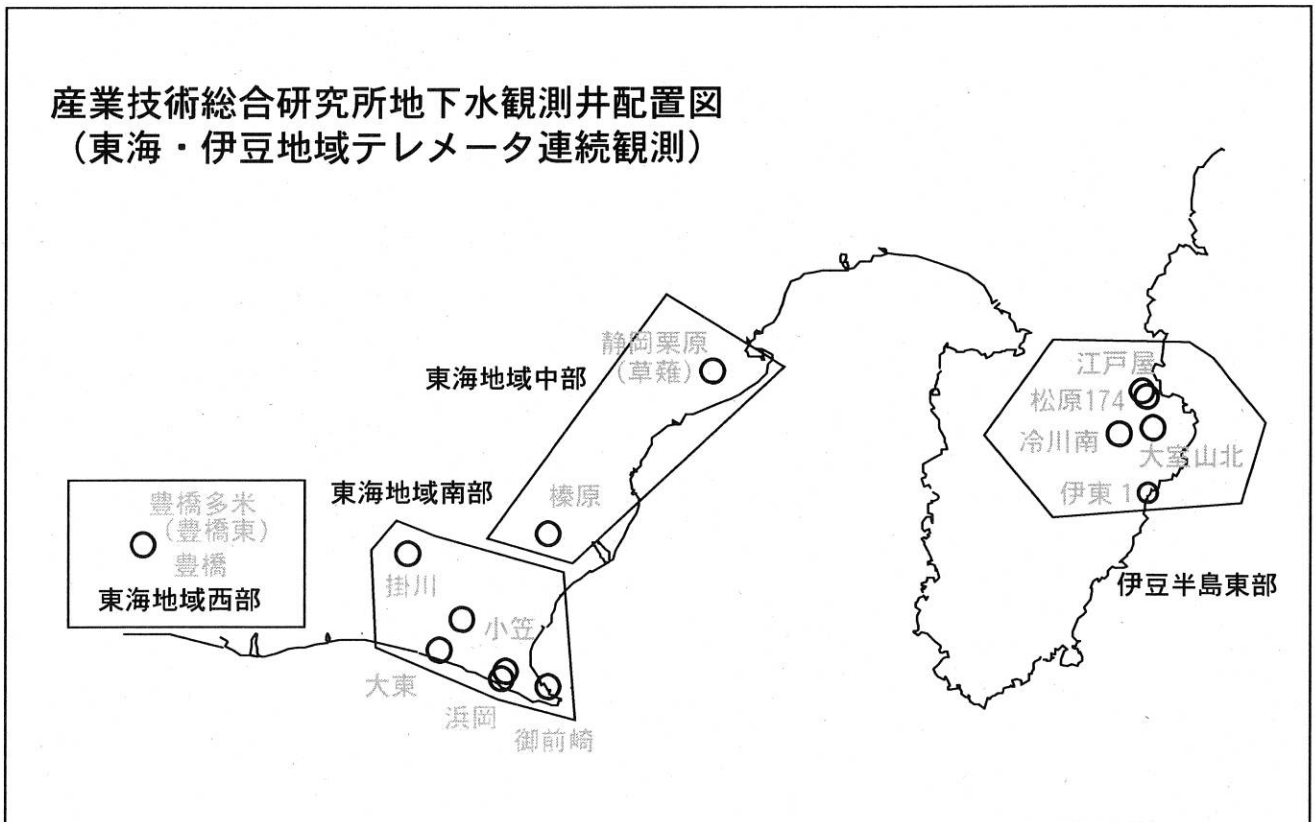 産業技術総合研究所地下水観測井配置図
（東海・伊豆地域テレメータ連続観測）
静岡栗原
（草薙）
東海地域中部
江戸屋
松原174
冷川南
大室山北
伊東1
伊豆半島東部
榛原
東海地域南部
豊橋多米
（豊橋東）
豊橋
東海地域西部
掛川
小笠
大東
浜岡
御前崎